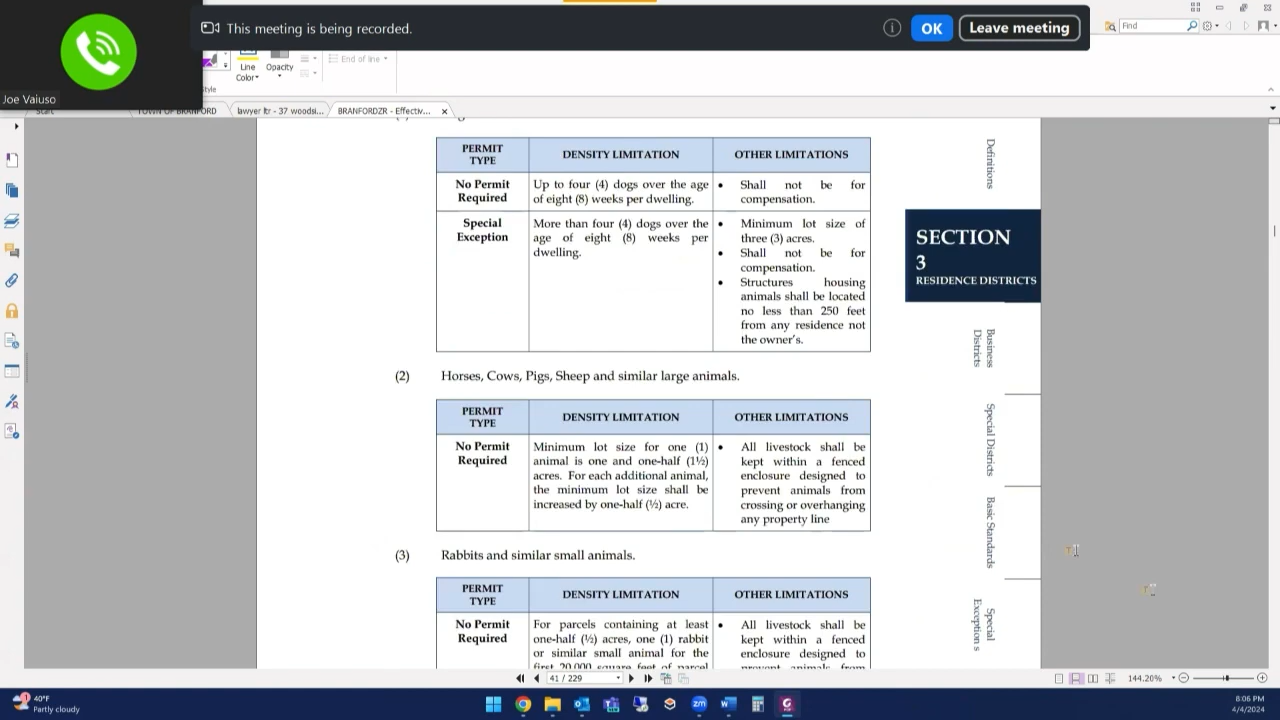 This meeting is being recorded.
OK
Leave meeting
Find
Joe Vaiuso
Line
Color
Opacity
End of line
Start
TOWN OF BRANFORD
lawyer ltr - 37 woodsi...
BRANFORDZR - Effectiv...
PERMIT TYPE
DENSITY LIMITATION
OTHER LIMITATIONS
No Permit Required
Up to four (4) dogs over the age
of eight (8) weeks per dwelling.
• Shall not be for
compensation.
Special Exception
More than four (4) dogs over the
age of eight (8) weeks per
dwelling.
• Minimum lot size of
three (3) acres.
• Shall not be for
compensation.
• Structures housing
animals shall be located
no less than 250 feet
from any residence not
the owner's.
(2) Horses, Cows, Pigs, Sheep and similar large animals.
PERMIT TYPE
DENSITY LIMITATION
OTHER LIMITATIONS
No Permit Required
Minimum lot size for one (1)
animal is one and one-half (1½)
acres. For each additional animal,
the minimum lot size shall be
increased by one-half (½) acre.
• All livestock shall be
kept within a fenced
enclosure designed to
prevent animals from
crossing or overhanging
any property line
(3) Rabbits and similar small animals.
PERMIT TYPE
DENSITY LIMITATION
OTHER LIMITATIONS
No Permit Required
For parcels containing at least
one-half (½) acres, one (1) rabbit
or similar small animal for the
first 20,000 square feet of parcel
• All livestock shall be
kept within a fenced
enclosure designed to
prevent animals from
Definitions
SECTION
3
RESIDENCE DISTRICTS
Business
Districts
Special Districts
Basic Standards
Special
Exceptions
41 / 229
144.20%
40°F
Partly cloudy
8:06 PM
4/4/2024